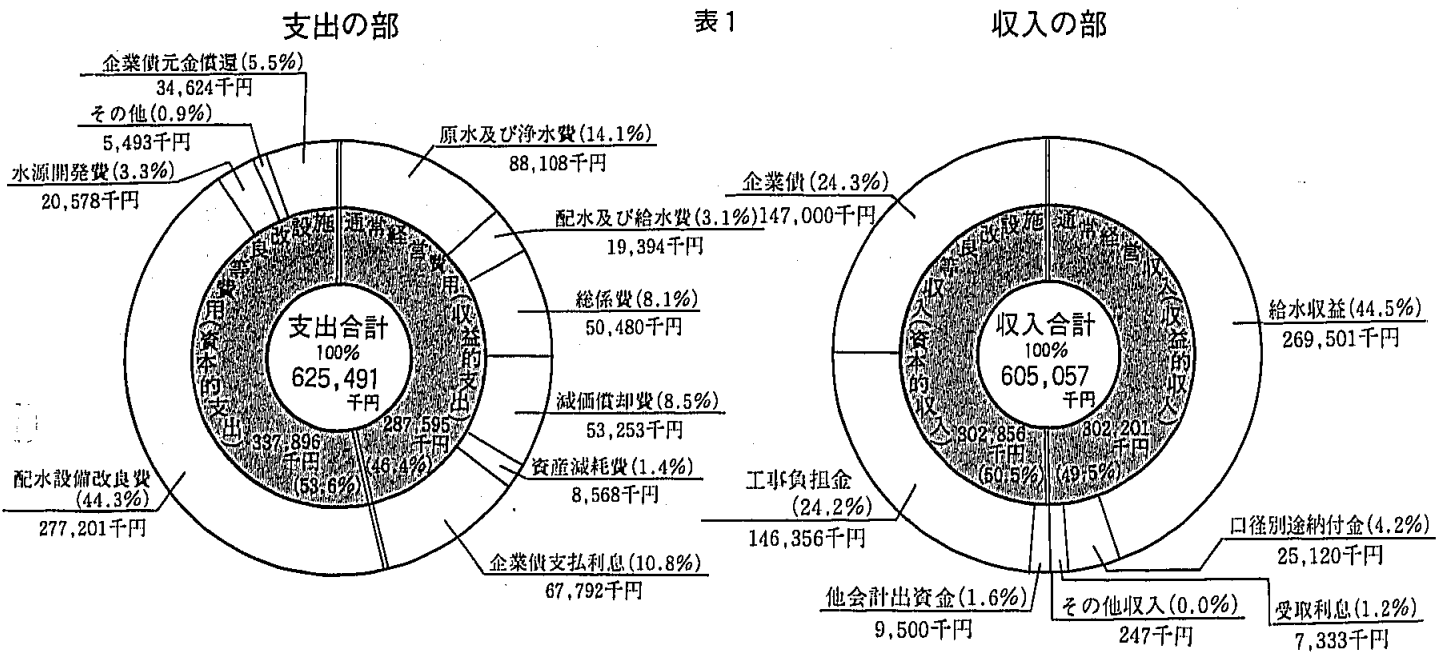 表1
支出の部
企業債元金償還(5.5%)
34,624千円
その他(0.9%)
5,493千円
水源開発費(3.3%)
20,578千円
配水設備改良費
(44.3%)
277,201千円
原水及び浄水費(14.1%)
88,108千円
配水及び給水費(3.1%)
19,394千円
総係費(8.1%)
50,480千円
減価償却費(8.5%)
53,253千円
資産減耗費(1.4%)
8,568千円
企業債支払利息(10.8%)
67,792千円
施設改良等費用(資本的支出)
337,896
千円
(53.6%)
通常経営費用(収益的支出)
287,595
千円
(46.4%)
支出合計
100%
625,491
千円
収入の部
企業債(24.3%)
147,000千円
工事負担金
(24.2%)
146,356千円
他会計出資金(1.6%)
9,500千円
その他収入(0.0%)
247千円
受取利息(1.2%)
7,333千円
口径別途納付金(4.2%)
25,120千円
給水収益(44.5%)
269,501千円
施設改良等収入(資本的収入)
302,856
千円
(50.5%)
通常経営収入(収益的収入)
302,201
千円
(49.5%)
収入合計
100%
605,057
千円